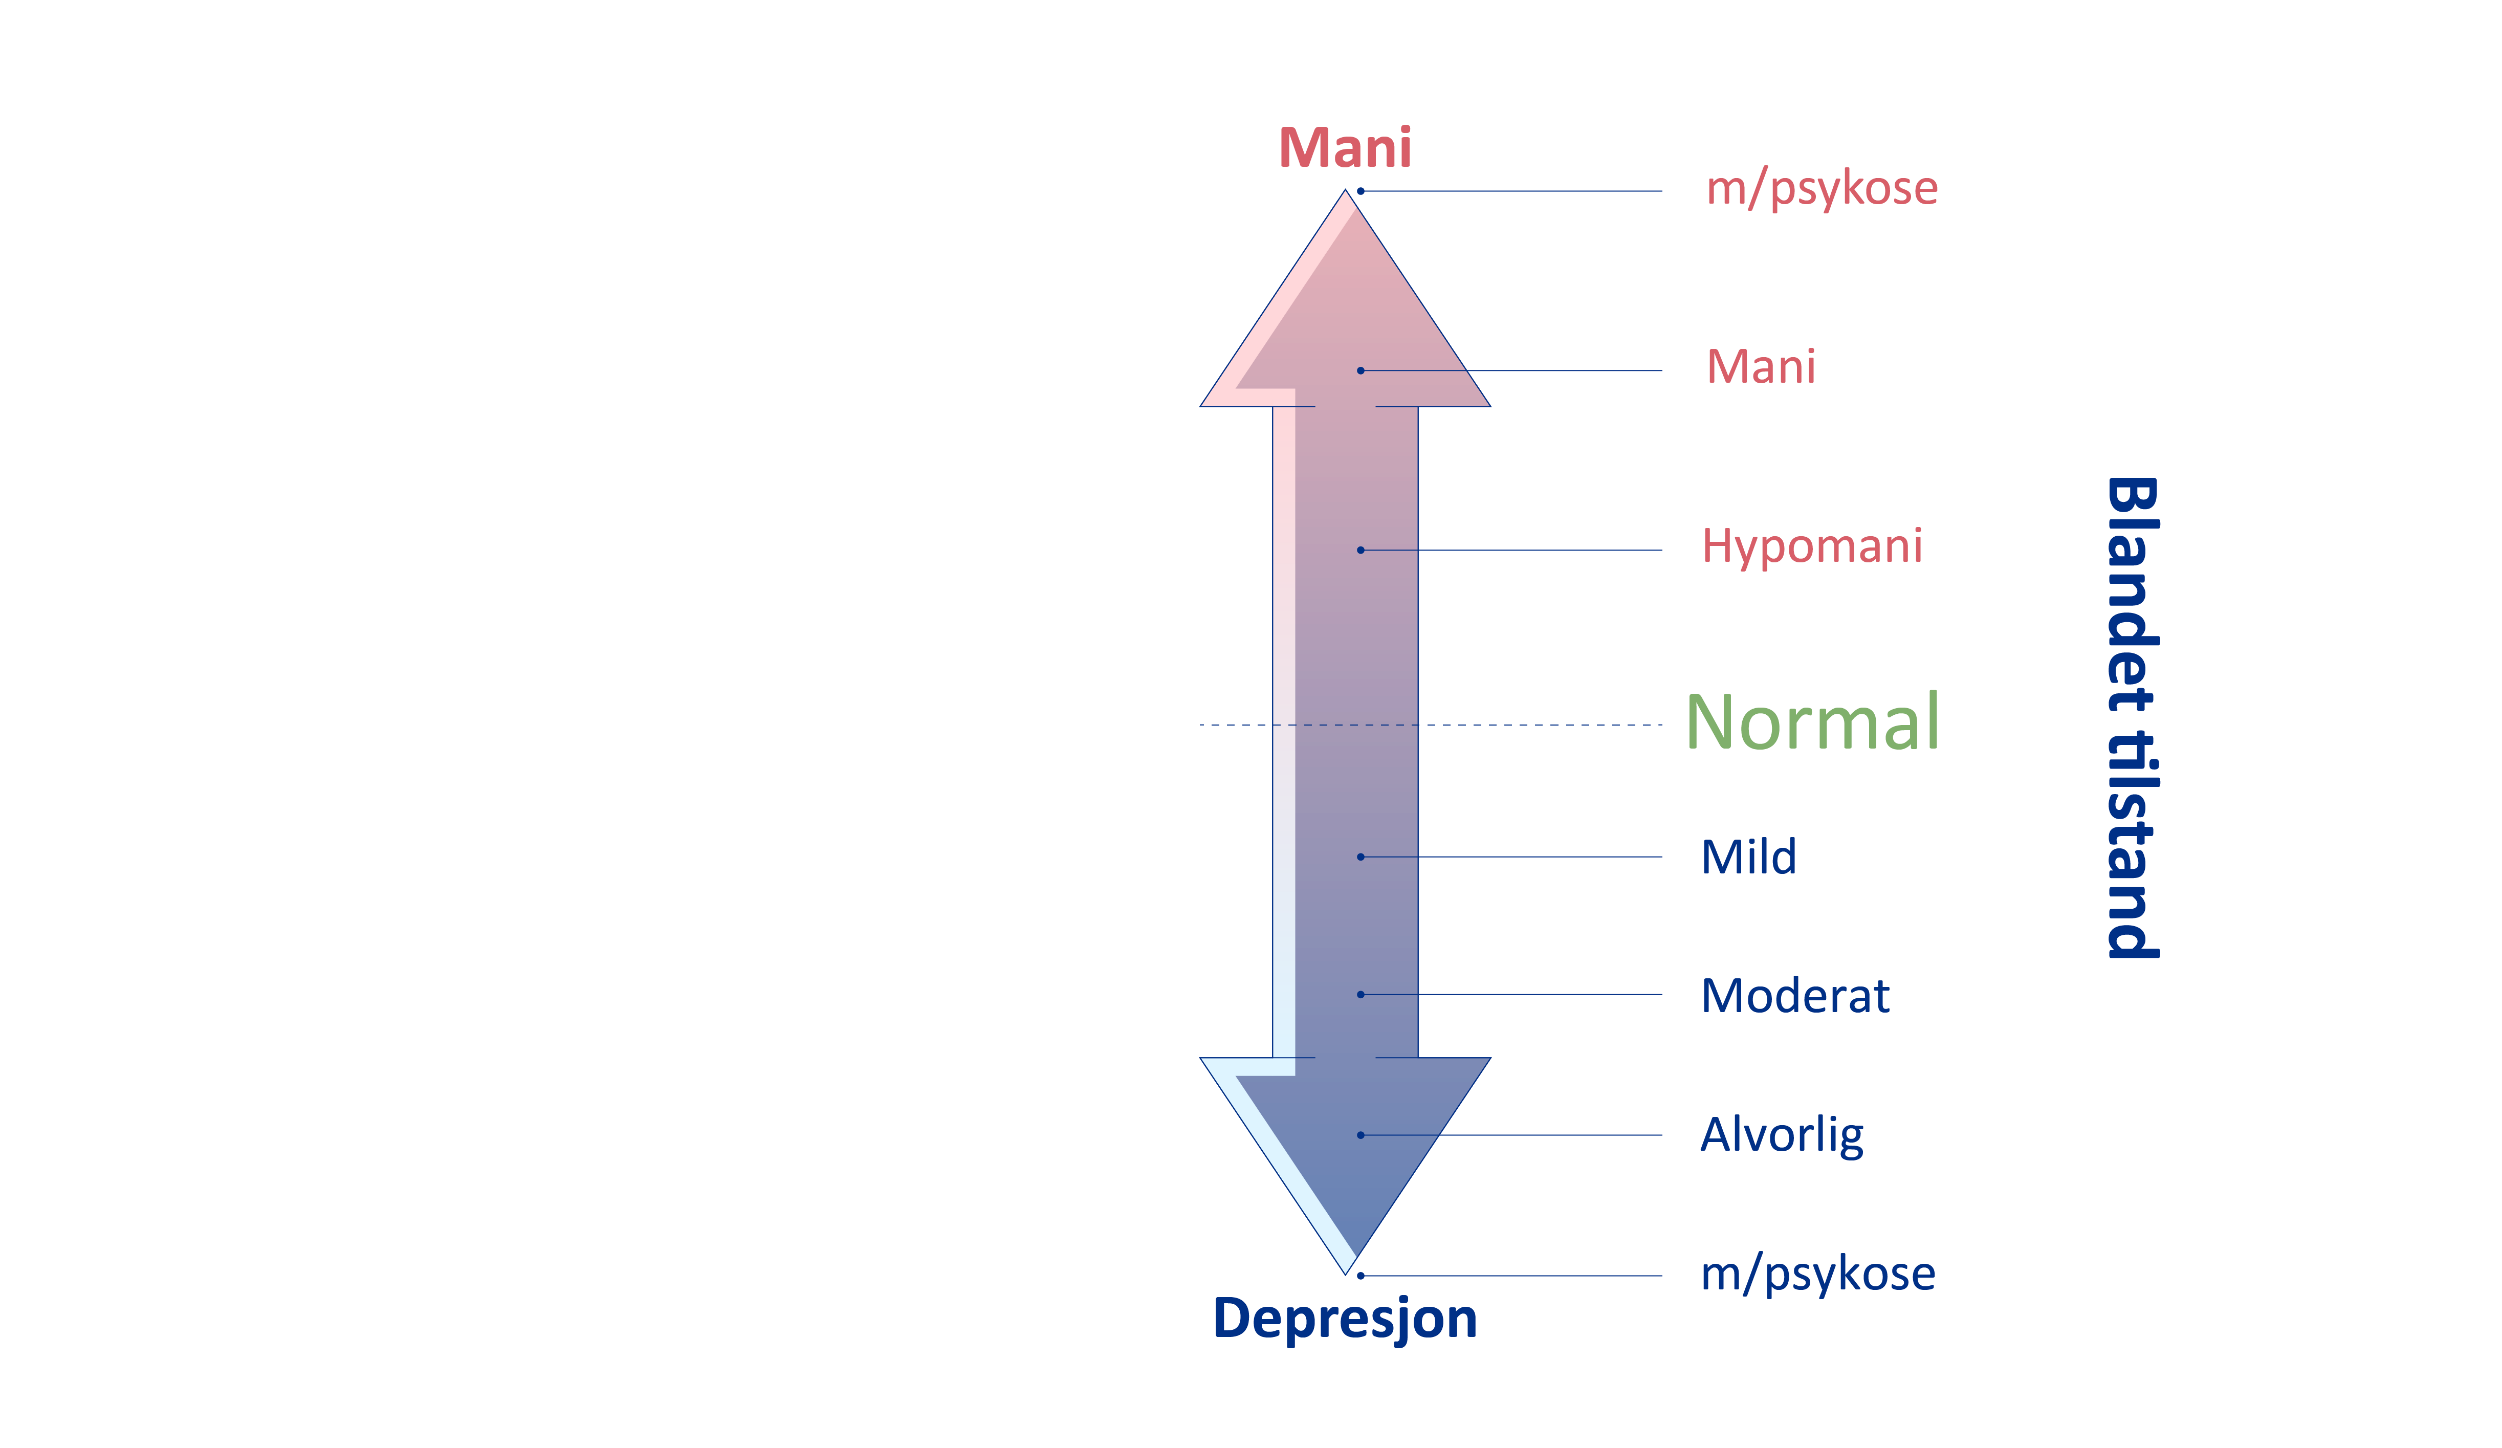 Mani
m/psykose
Mani
Hypomani
Normal
Mild
Moderat
Alvorlig
m/psykose
Depresjon
Blandet tilstand